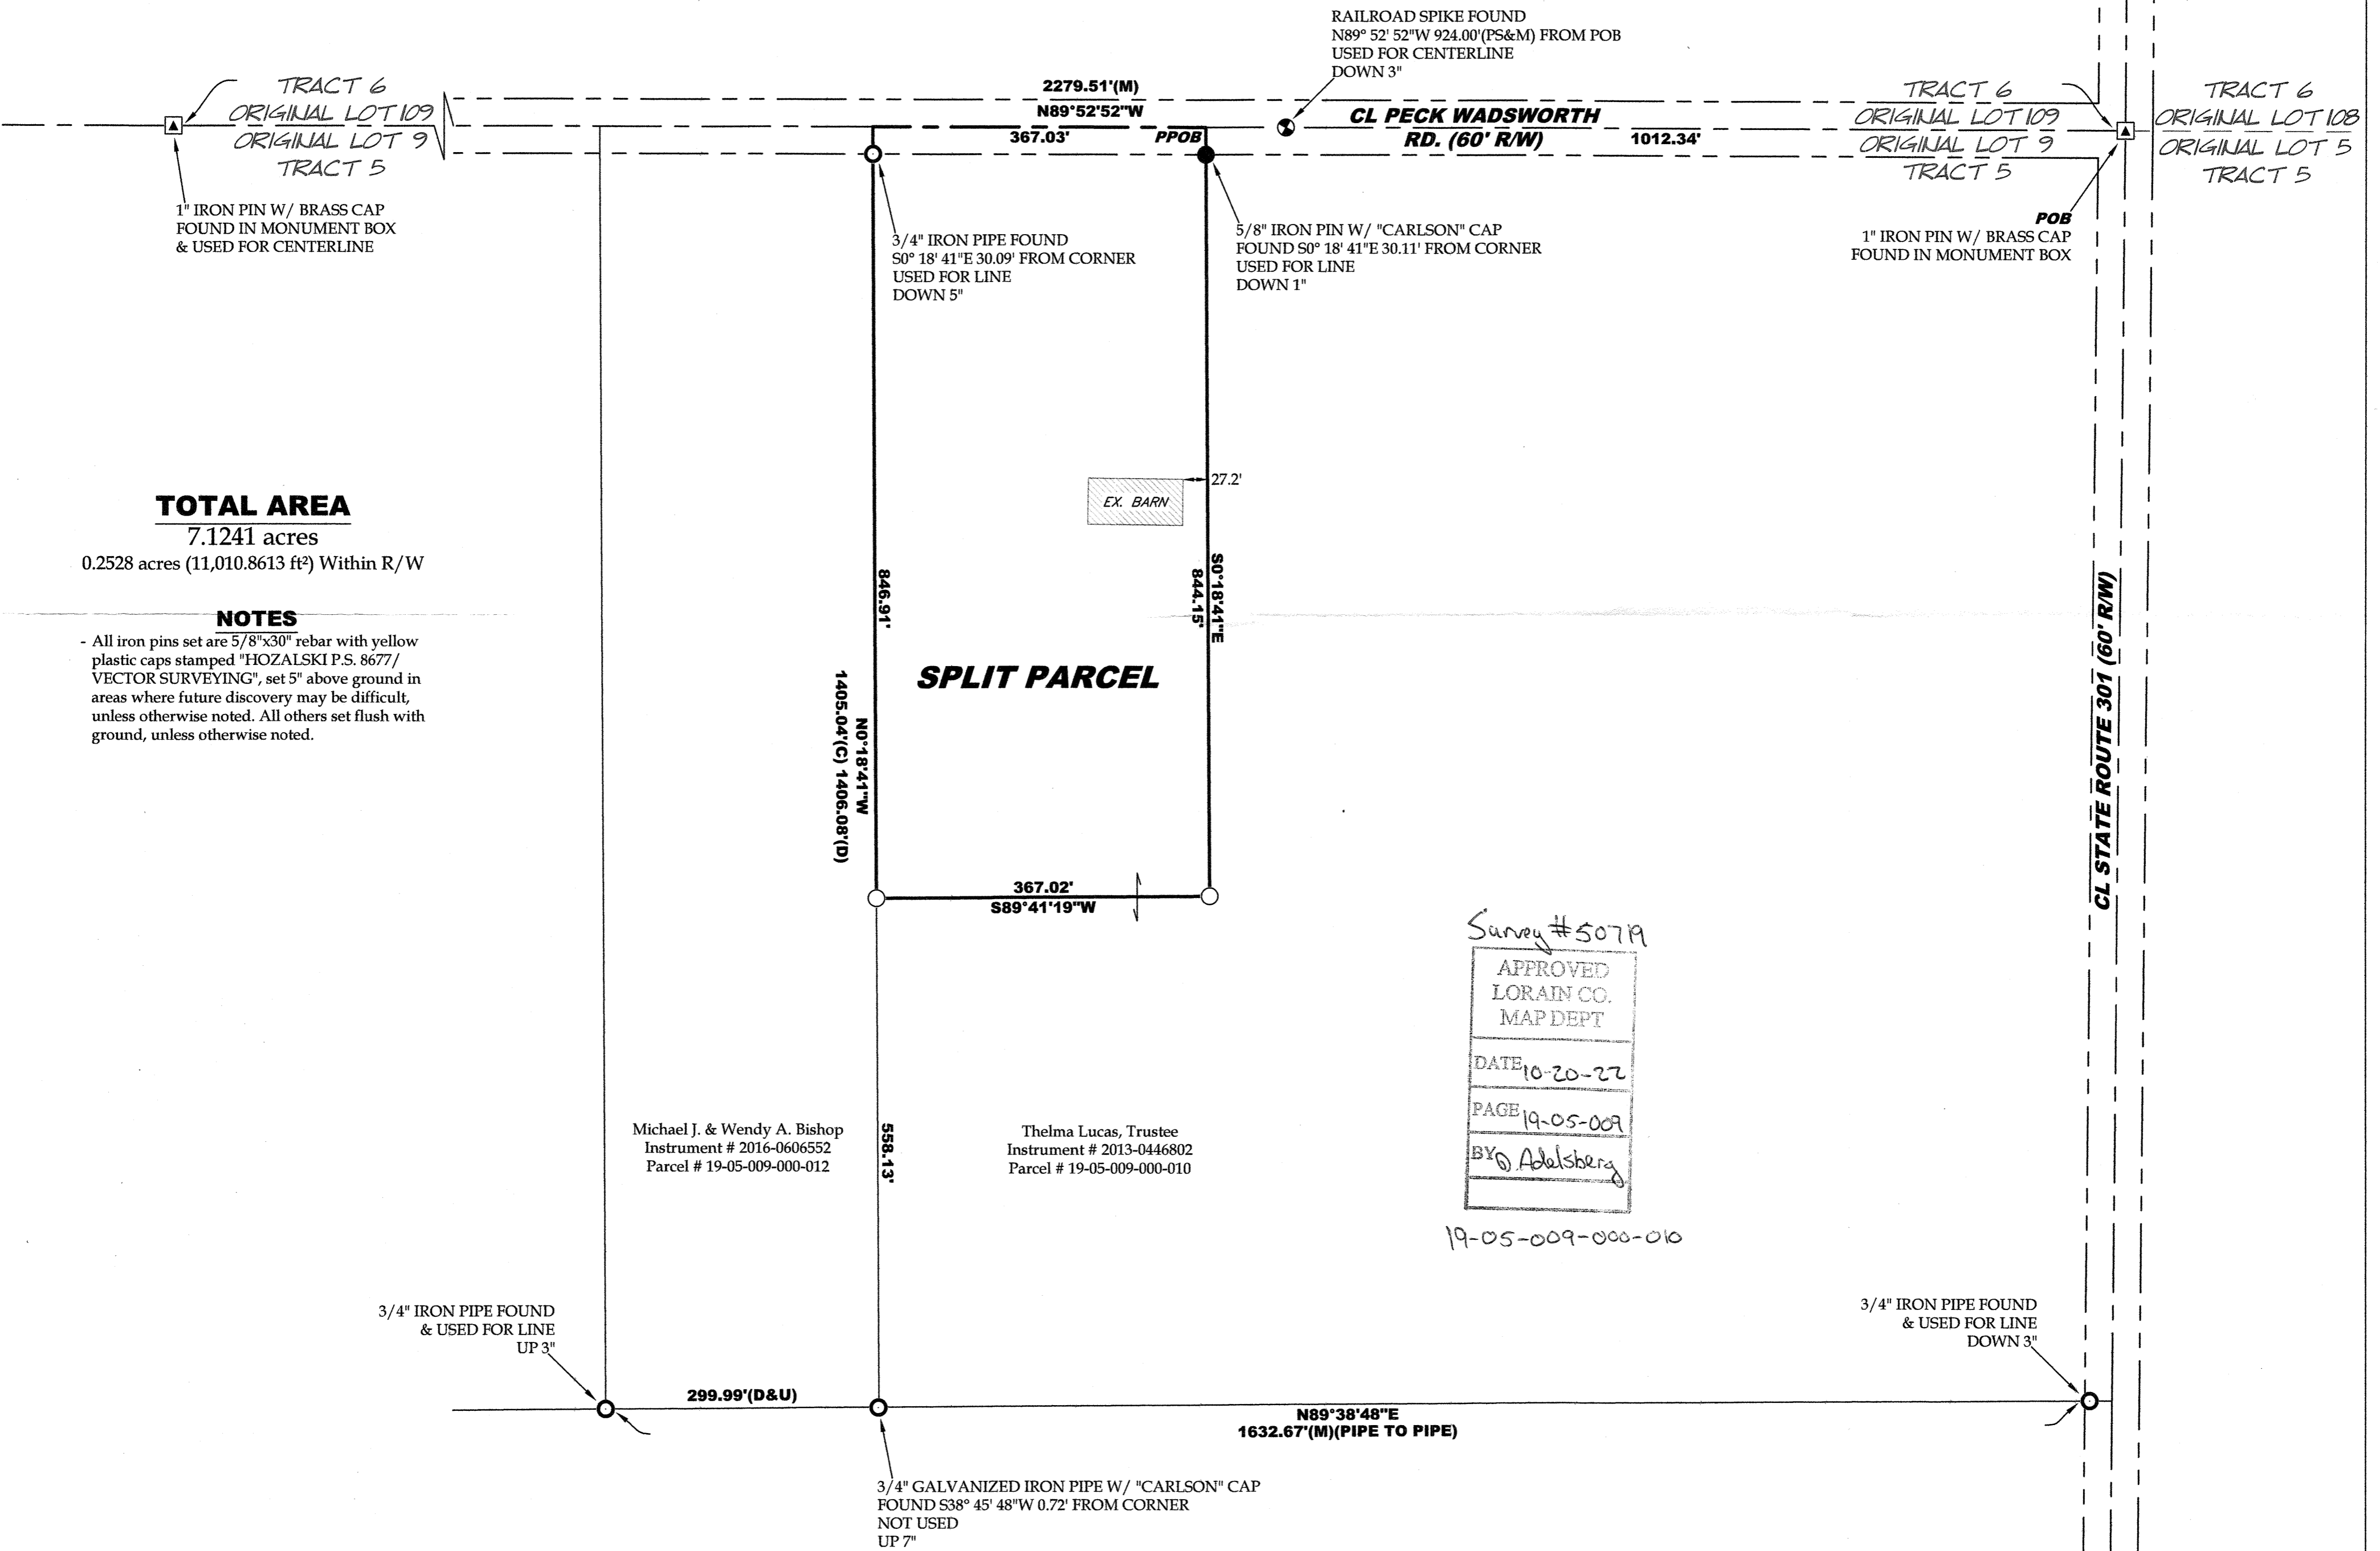 RAILROAD SPIKE FOUND
N89° 52' 52"W 924.00'(PS&M) FROM POB
USED FOR CENTERLINE
DOWN 3"
TRACT 6
ORIGINAL LOT 109
ORIGINAL LOT 9
TRACT 5
2279.51'(M)
N89°52'52"W
367.03'
PPOB
CL PECK WADSWORTH
RD. (60' R/W)
1012.34'
TRACT 6
ORIGINAL LOT 109
ORIGINAL LOT 9
TRACT 5
TRACT 6
ORIGINAL LOT 108
ORIGINAL LOT 5
TRACT 5
1" IRON PIN W/ BRASS CAP
FOUND IN MONUMENT BOX
& USED FOR CENTERLINE
3/4" IRON PIPE FOUND
S0° 18' 41"E 30.09' FROM CORNER
USED FOR LINE
DOWN 5"
5/8" IRON PIN W/ "CARLSON" CAP
FOUND S0° 18' 41"E 30.11' FROM CORNER
USED FOR LINE
DOWN 1"
POB
1" IRON PIN W/ BRASS CAP
FOUND IN MONUMENT BOX
TOTAL AREA
7.1241 acres
0.2528 acres (11,010.8613 ft²) Within R/W
NOTES
- All iron pins set are 5/8"x30" rebar with yellow
plastic caps stamped "HOZALSKI P.S. 8677/
VECTOR SURVEYING", set 5" above ground in
areas where future discovery may be difficult,
unless otherwise noted. All others set flush with
ground, unless otherwise noted.
27.2'
EX. BARN
846.91'
S0°18'41"E
844.15'
SPLIT PARCEL
N0°18'41"W
1405.04'(C) 1406.08'(D)
367.02'
S89°41'19"W
CL STATE ROUTE 301 (60' R/W)
Survey #50719
APPROVED
LORAIN CO.
MAP DEPT
DATE 10-20-22
PAGE 19-05-009
BY D. Adelsberg
19-05-009-000-010
Michael J. & Wendy A. Bishop
Instrument # 2016-0606552
Parcel # 19-05-009-000-012
558.13'
Thelma Lucas, Trustee
Instrument # 2013-0446802
Parcel # 19-05-009-000-010
3/4" IRON PIPE FOUND
& USED FOR LINE
UP 3"
3/4" IRON PIPE FOUND
& USED FOR LINE
DOWN 3"
299.99'(D&U)
N89°38'48"E
1632.67'(M)(PIPE TO PIPE)
3/4" GALVANIZED IRON PIPE W/ "CARLSON" CAP
FOUND S38° 45' 48"W 0.72' FROM CORNER
NOT USED
UP 7"